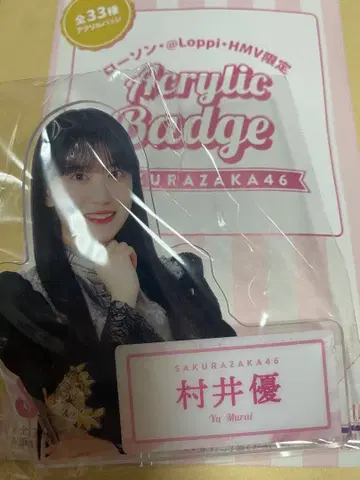 全33種
アクリルバッジ
ローソン・@Loppi・HMV限定
Acrylic
Badge
SAKURAZAKA46
SAKURAZAKA46
村井優
Yu Murai